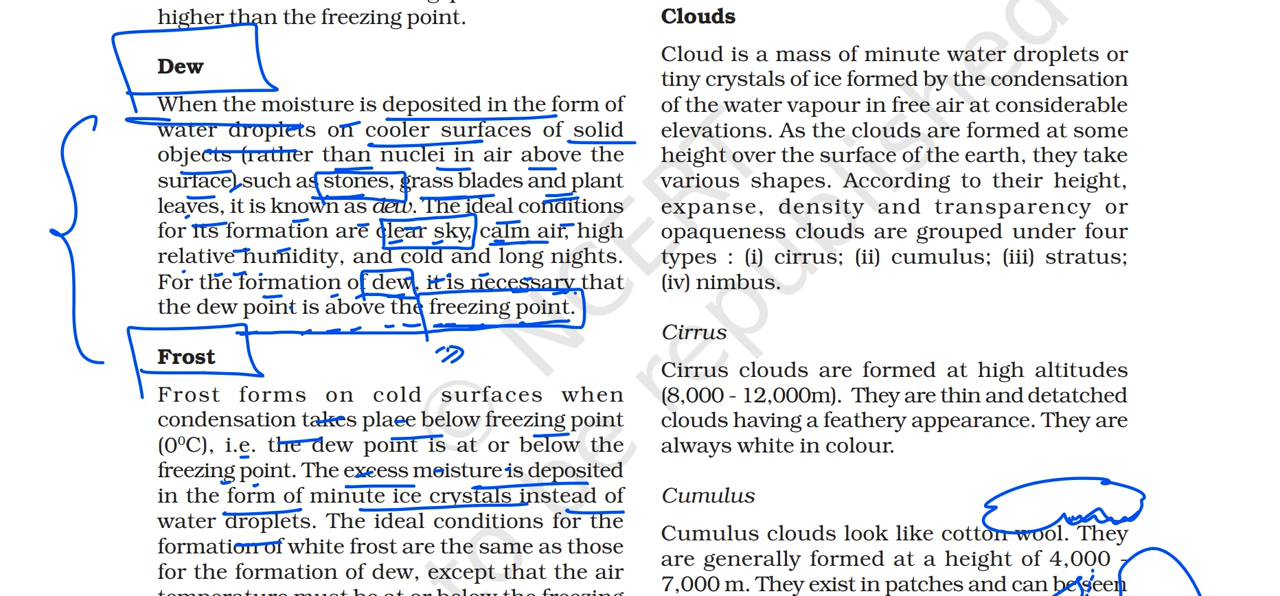 higher than the freezing point.
Dew
When the moisture is deposited in the form of
water droplets on cooler surfaces of solid
objects (rather than nuclei in air above the
surface) such as stones, grass blades and plant
leaves, it is known as dew. The ideal conditions
for its formation are clear sky, calm air, high
relative humidity, and cold and long nights.
For the formation of dew, it is necessary that
the dew point is above the freezing point.
Frost
Frost forms on cold surfaces when
condensation takes place below freezing point
(0⁰C), i.e. the dew point is at or below the
freezing point. The excess moisture is deposited
in the form of minute ice crystals instead of
water droplets. The ideal conditions for the
formation of white frost are the same as those
for the formation of dew, except that the air
temperature must be at or below the freezing
Clouds
Cloud is a mass of minute water droplets or
tiny crystals of ice formed by the condensation
of the water vapour in free air at considerable
elevations. As the clouds are formed at some
height over the surface of the earth, they take
various shapes. According to their height,
expanse, density and transparency or
opaqueness clouds are grouped under four
types : (i) cirrus; (ii) cumulus; (iii) stratus;
(iv) nimbus.
Cirrus
Cirrus clouds are formed at high altitudes
(8,000 - 12,000m). They are thin and detatched
clouds having a feathery appearance. They are
always white in colour.
Cumulus
Cumulus clouds look like cotton wool. They
are generally formed at a height of 4,000 -
7,000 m. They exist in patches and can be seen
© NCERT
to be republished